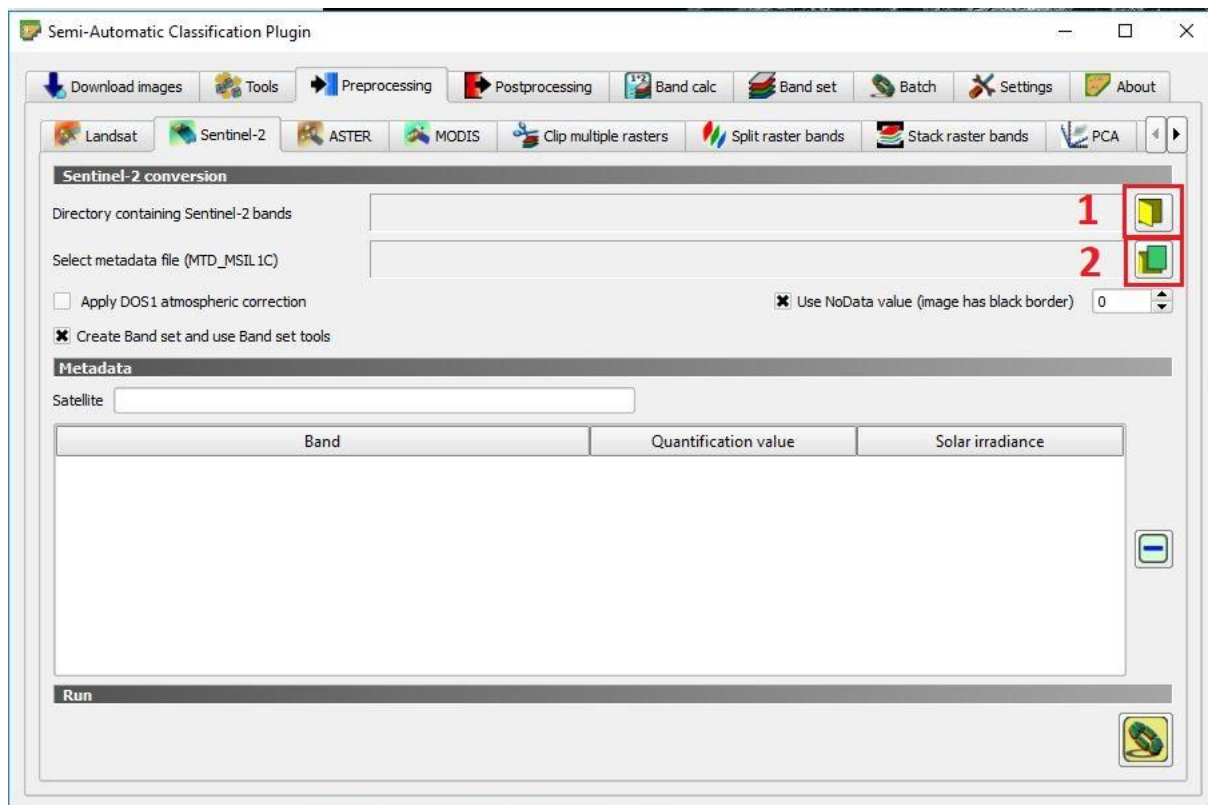 Semi-Automatic Classification Plugin
Download images Tools Preprocessing Postprocessing Band calc Band set Batch Settings About
Landsat Sentinel-2 ASTER MODIS Clip multiple rasters Split raster bands Stack raster bands PCA
Sentinel-2 conversion
Directory containing Sentinel-2 bands 1
Select metadata file (MTD_MSIL1C) 2
Apply DOS1 atmospheric correction Use NoData value (image has black border) 0
Create Band set and use Band set tools
Metadata
Satellite
Band Quantification value Solar irradiance
Run